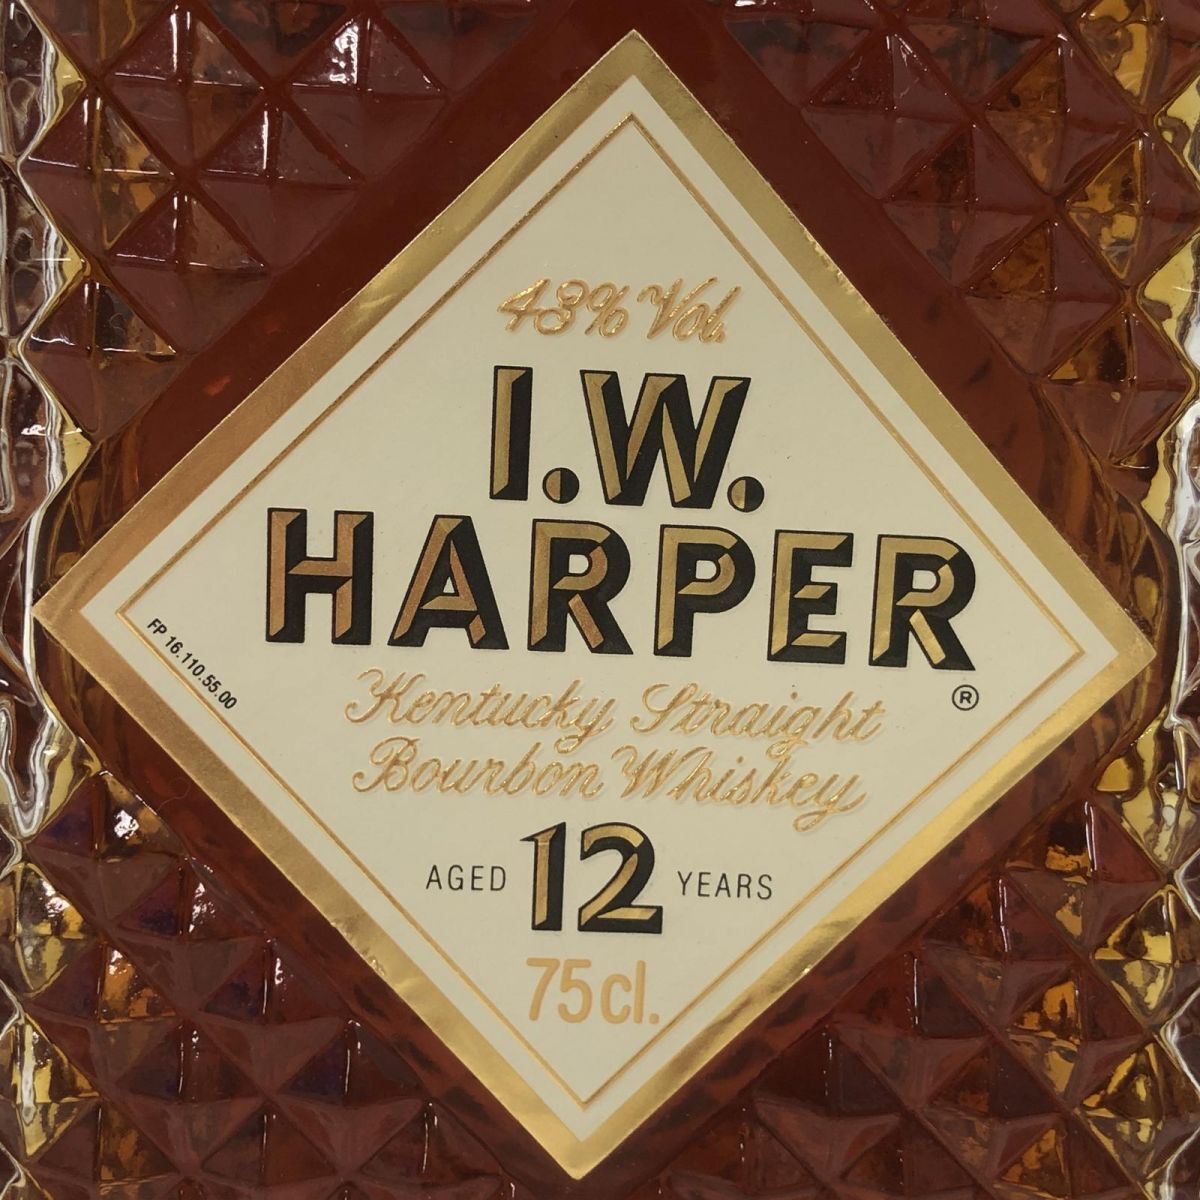 43% Vol.
I.W.
HARPER
®
FP 16.110.55.00
Kentucky Straight
Bourbon Whiskey
AGED 12 YEARS
75cl.